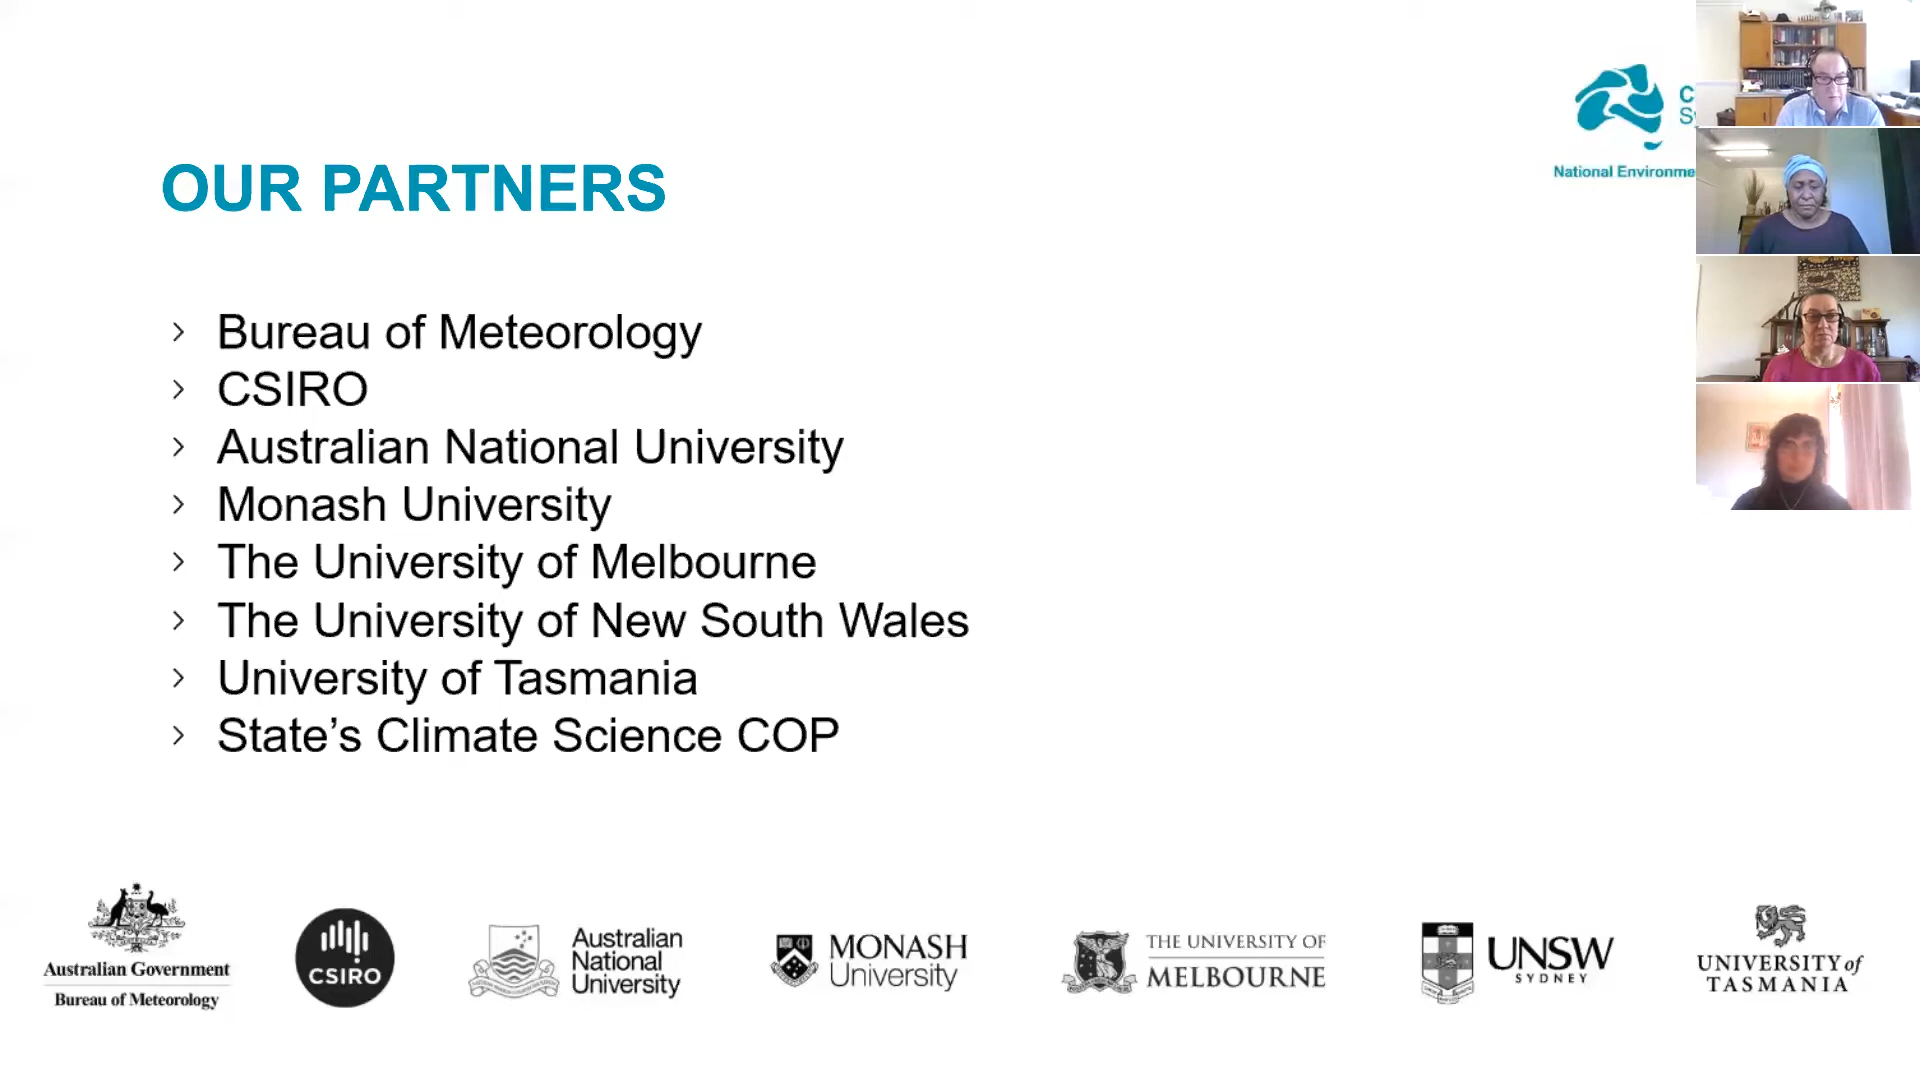 C
Sy
National Environme
OUR PARTNERS
› Bureau of Meteorology
› CSIRO
› Australian National University
› Monash University
› The University of Melbourne
› The University of New South Wales
› University of Tasmania
› State’s Climate Science COP
Australian Government
Bureau of Meteorology
CSIRO
Australian
National
University
MONASH
University
THE UNIVERSITY OF
MELBOURNE
UNSW
SYDNEY
UNIVERSITY of
TASMANIA